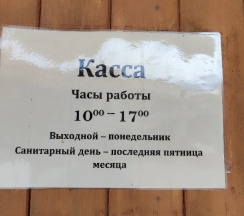 Касса
Часы работы
10⁰⁰ – 17⁰⁰
Выходной – понедельник
Санитарный день – последняя пятница
месяца